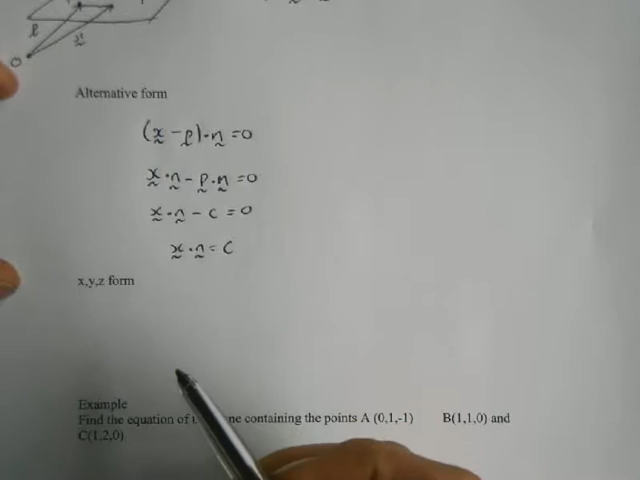 O
Alternative form
(x - p)·n = 0
x·n - p·n = 0
x·n - c = 0
x·n = c
x,y,z form
Example
Find the equation of containing the points A (0,1,-1) B(1,1,0) and
C(1,2,0)